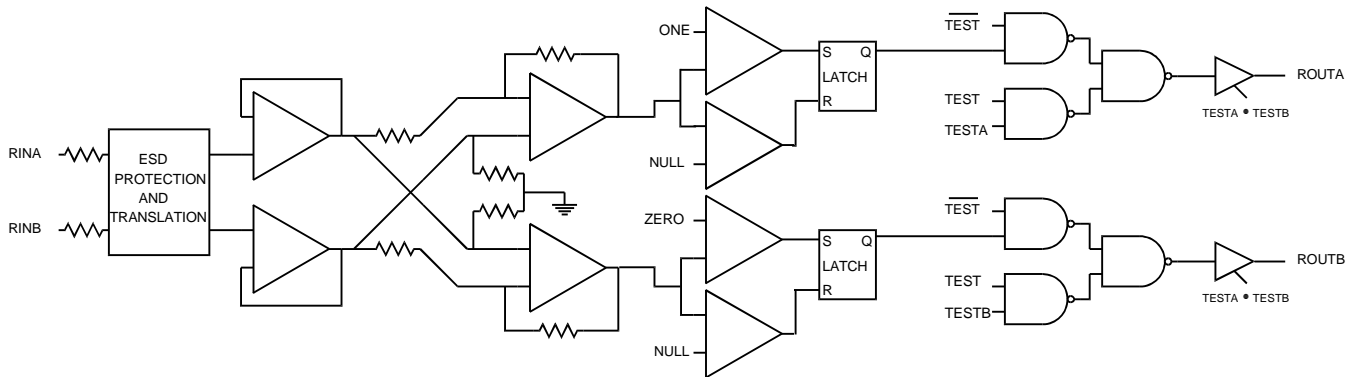 ONE
NULL
ZERO
NULL
RINA
RINB
ESD
PROTECTION
AND
TRANSLATION
S Q
LATCH
R
S Q
LATCH
R
TEST
TEST
TESTA
TEST
TEST
TESTB
ROUTA
TESTA • TESTB
ROUTB
TESTA • TESTB